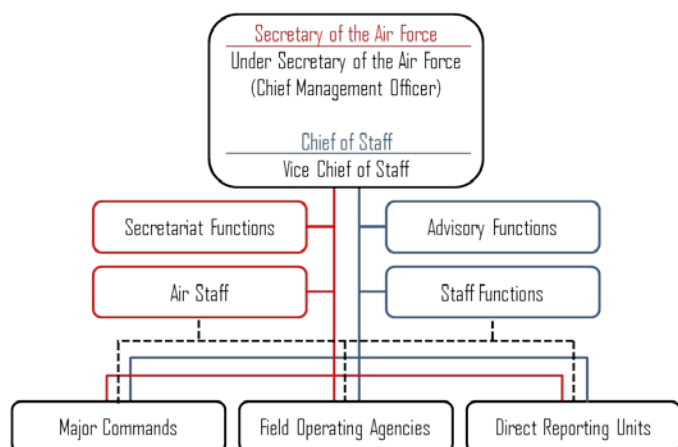 Secretary of the Air Force
Under Secretary of the Air Force
(Chief Management Officer)
Chief of Staff
Vice Chief of Staff
Secretariat Functions
Advisory Functions
Air Staff
Staff Functions
Major Commands
Field Operating Agencies
Direct Reporting Units